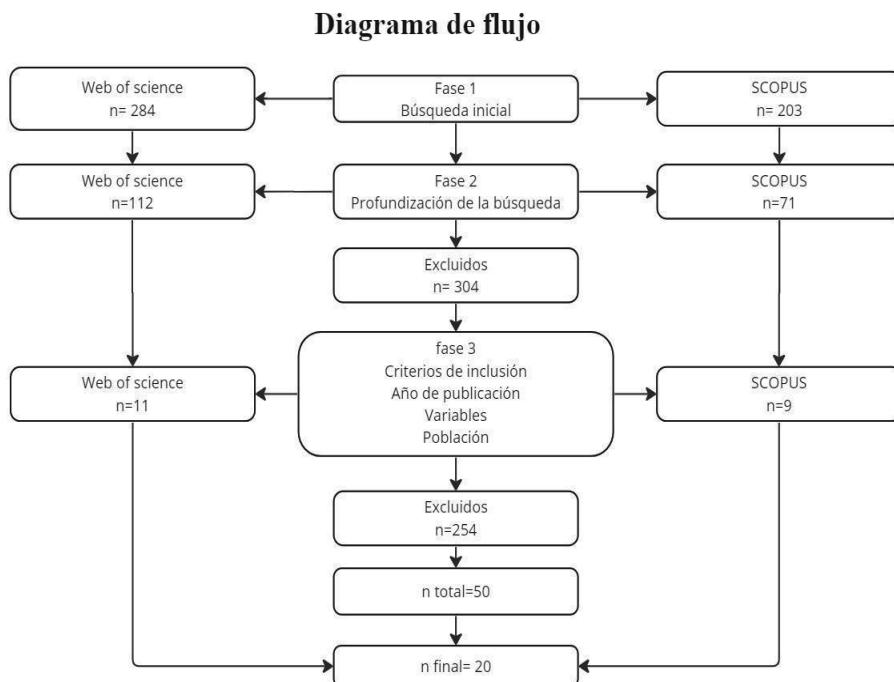 Diagrama de flujo
Web of science
n= 284
Fase 1
Búsqueda inicial
SCOPUS
n= 203
Web of science
n=112
Fase 2
Profundización de la búsqueda
SCOPUS
n=71
Excluidos
n= 304
Web of science
n=11
fase 3
Criterios de inclusión
Año de publicación
Variables
Población
SCOPUS
n=9
Excluidos
n=254
n total=50
n final= 20